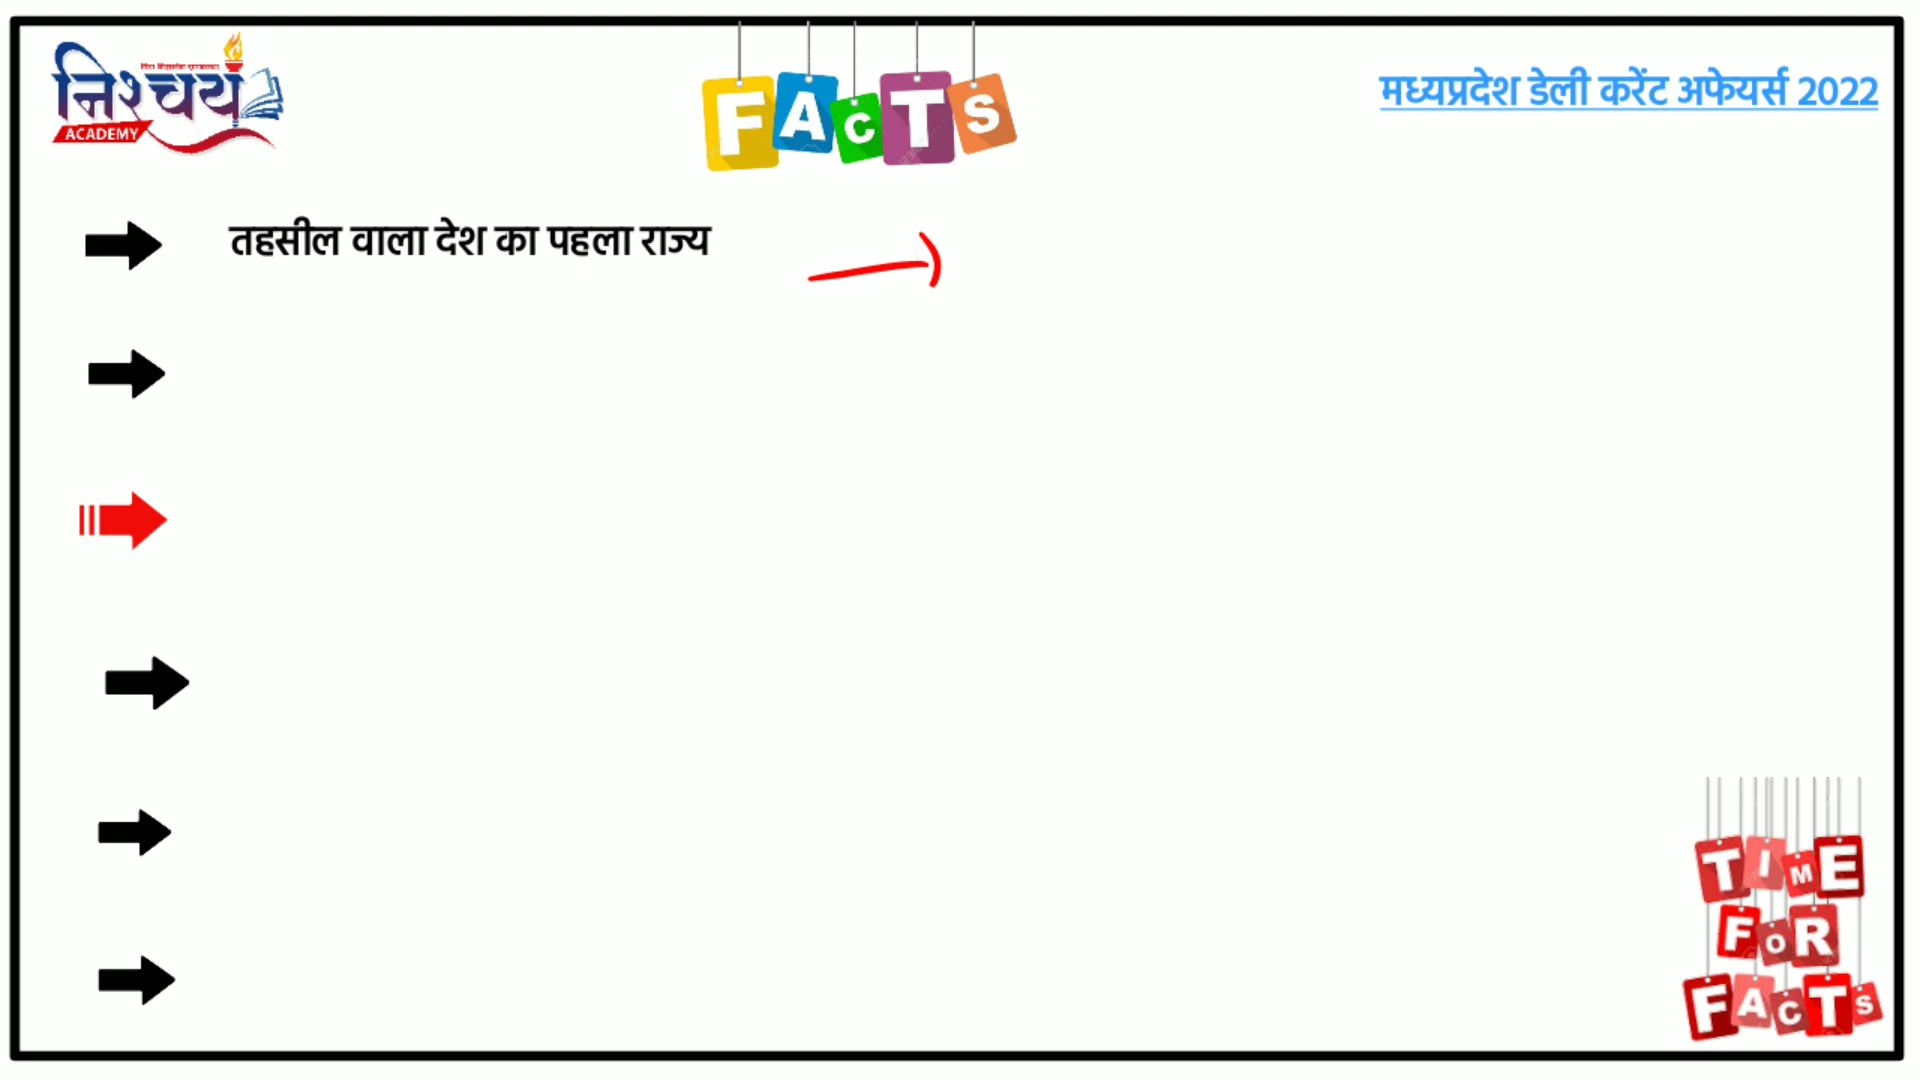 निश्चय
ACADEMY
FACTS
मध्यप्रदेश डेली करेंट अफेयर्स 2022
तहसील वाला देश का पहला राज्य
TIME
FOR
FACTS